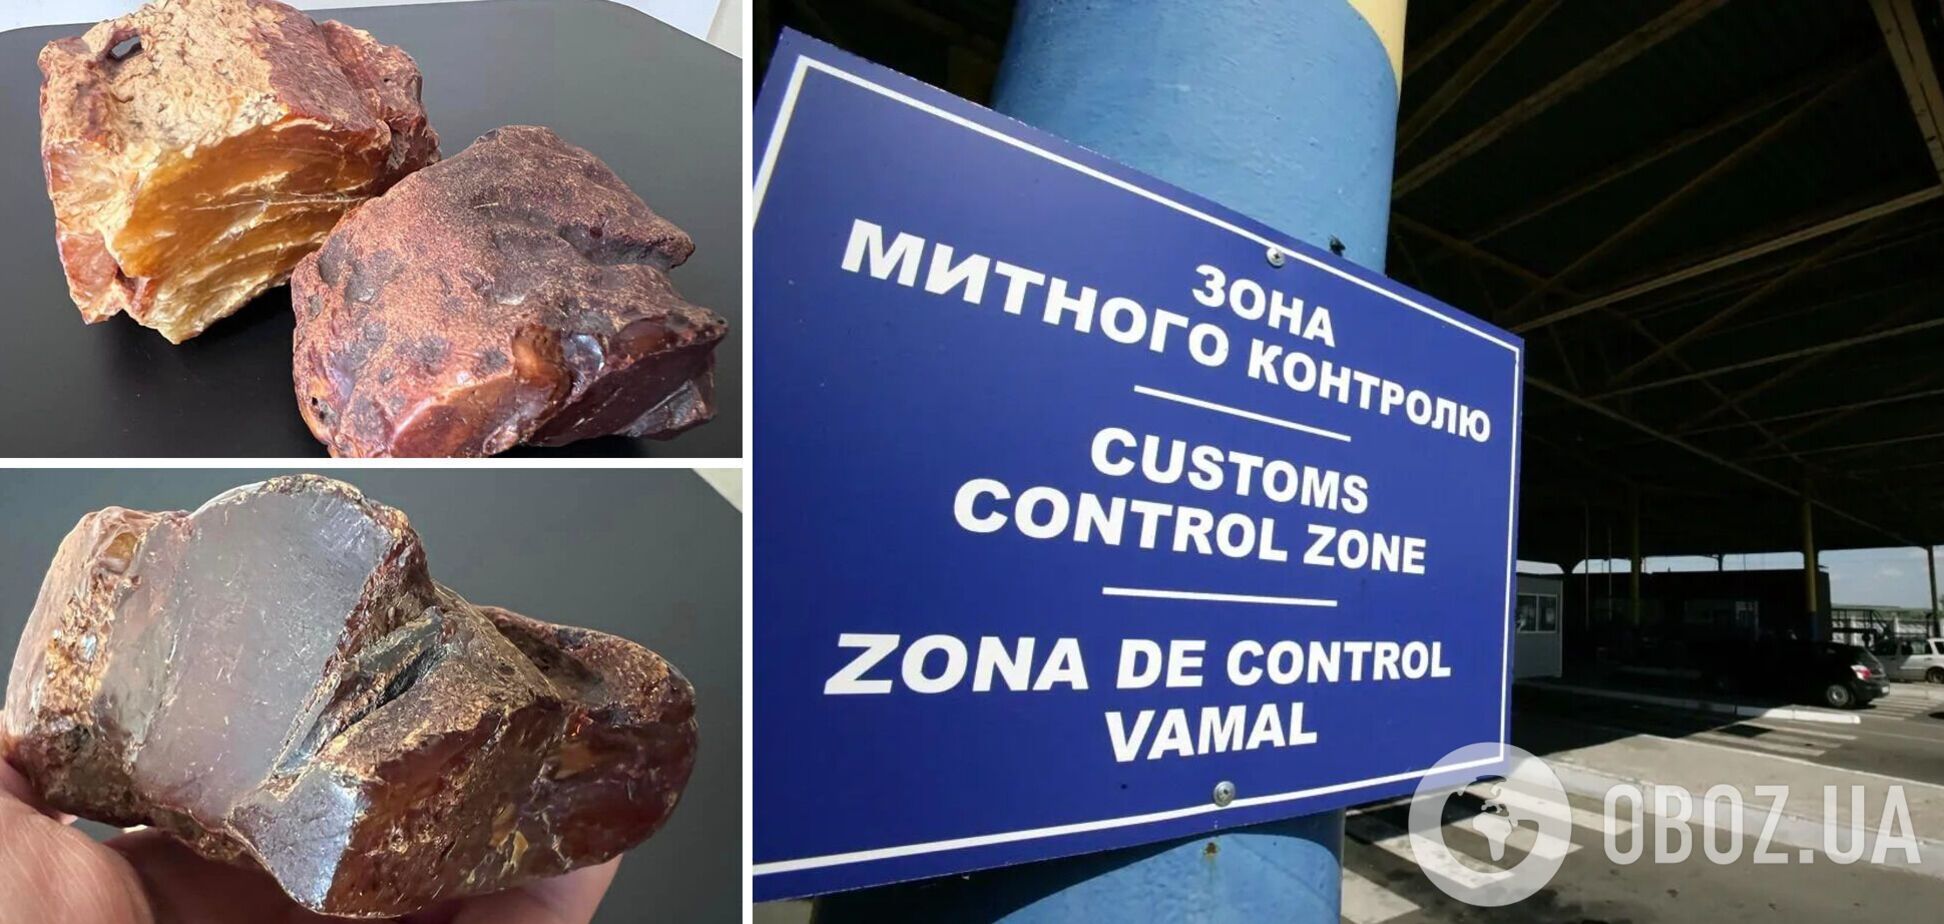 ЗОНА
МИТНОГО КОНТРОЛЮ
CUSTOMS
CONTROL ZONE
ZONA DE CONTROL
VAMAL
OBOZ.UA